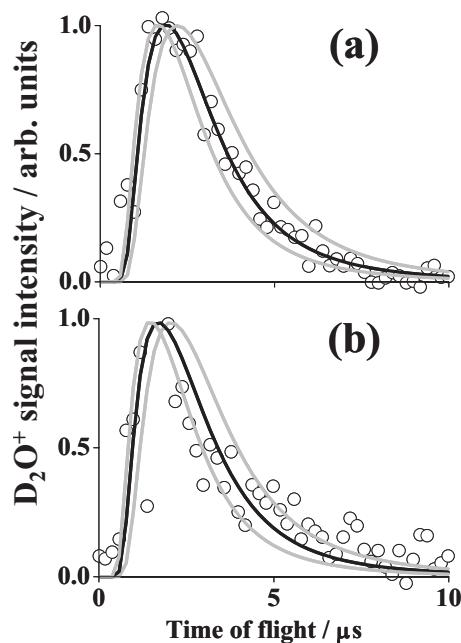 (a)
1.0
0.5
0.0
D₂O⁺ signal intensity / arb. units
(b)
1.0
0.5
0.0
0
5
10
Time of flight / μs